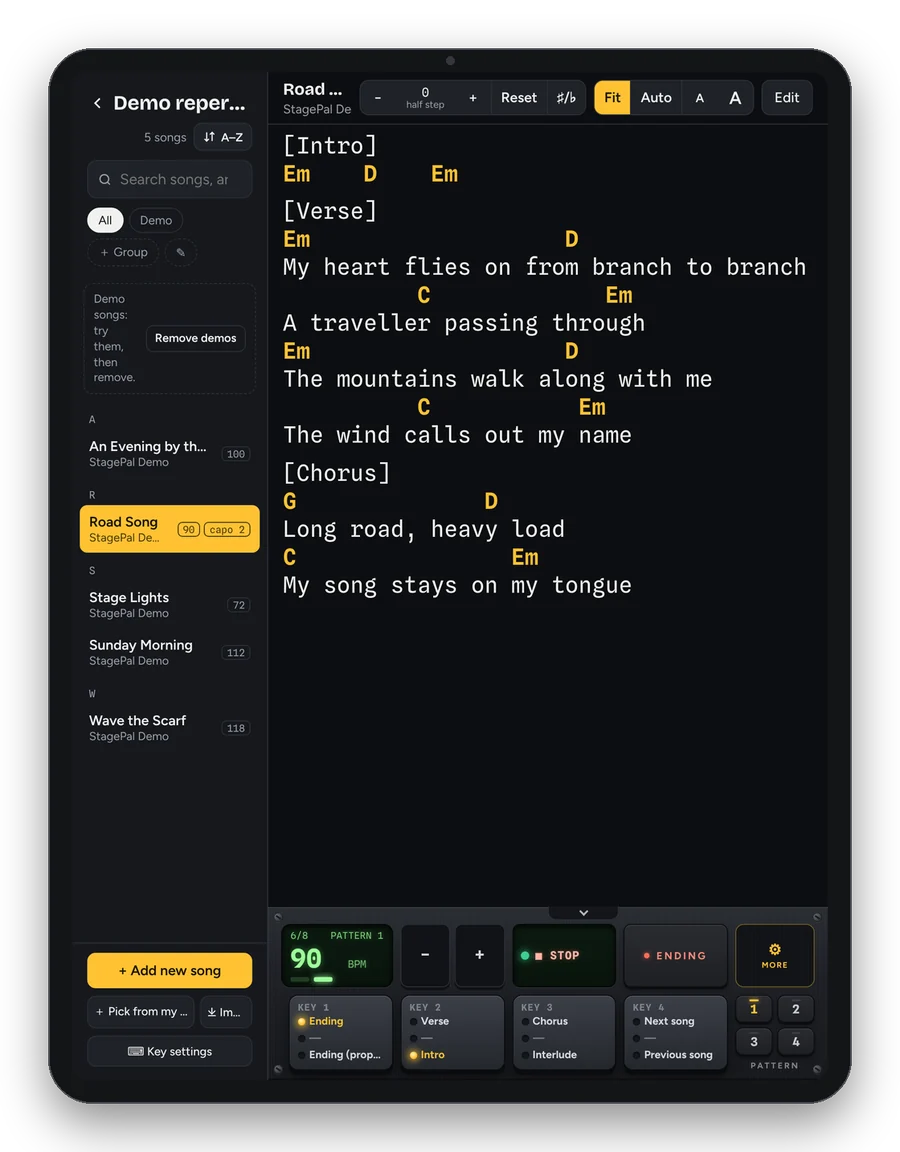 Demo reper...
5 songs A–Z
Search songs, ar
All Demo
+ Group
Demo
songs:
try
them,
then
remove.
Remove demos
A
An Evening by th... 100
StagePal Demo
R
Road Song 90 capo 2
StagePal De...
S
Stage Lights 72
StagePal Demo
Sunday Morning 112
StagePal Demo
W
Wave the Scarf 118
StagePal Demo
+ Add new song
+ Pick from my ... Im...
Key settings
Road ...
StagePal De
- 0 + Reset ♯/♭ Fit Auto A A Edit
half step
[Intro]
Em D Em
[Verse]
Em D
My heart flies on from branch to branch
C Em
A traveller passing through
Em D
The mountains walk along with me
C Em
The wind calls out my name
[Chorus]
G D
Long road, heavy load
C Em
My song stays on my tongue
6/8 PATTERN 1
90 BPM
- + STOP ENDING MORE
KEY 1
Ending
—
Ending (prop...
KEY 2
Verse
—
Intro
KEY 3
Chorus
—
Interlude
KEY 4
Next song
—
Previous song
1 2
3 4
PATTERN